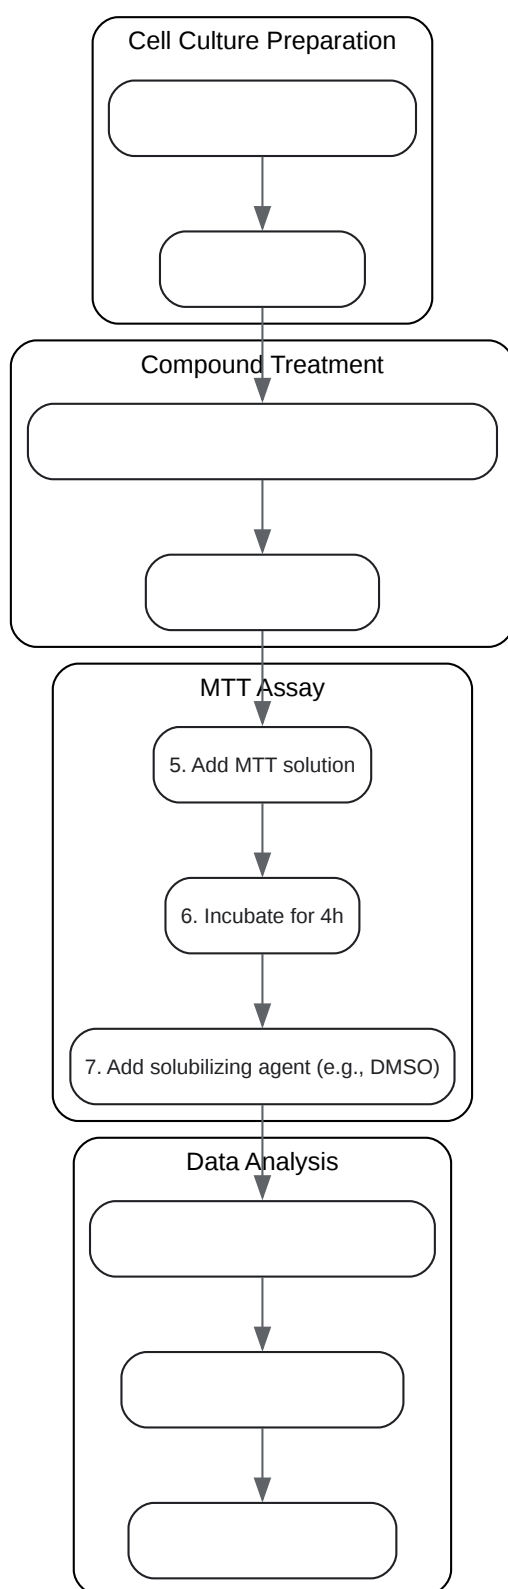 Cell Culture Preparation
Compound Treatment
MTT Assay
5. Add MTT solution
6. Incubate for 4h
7. Add solubilizing agent (e.g., DMSO)
Data Analysis